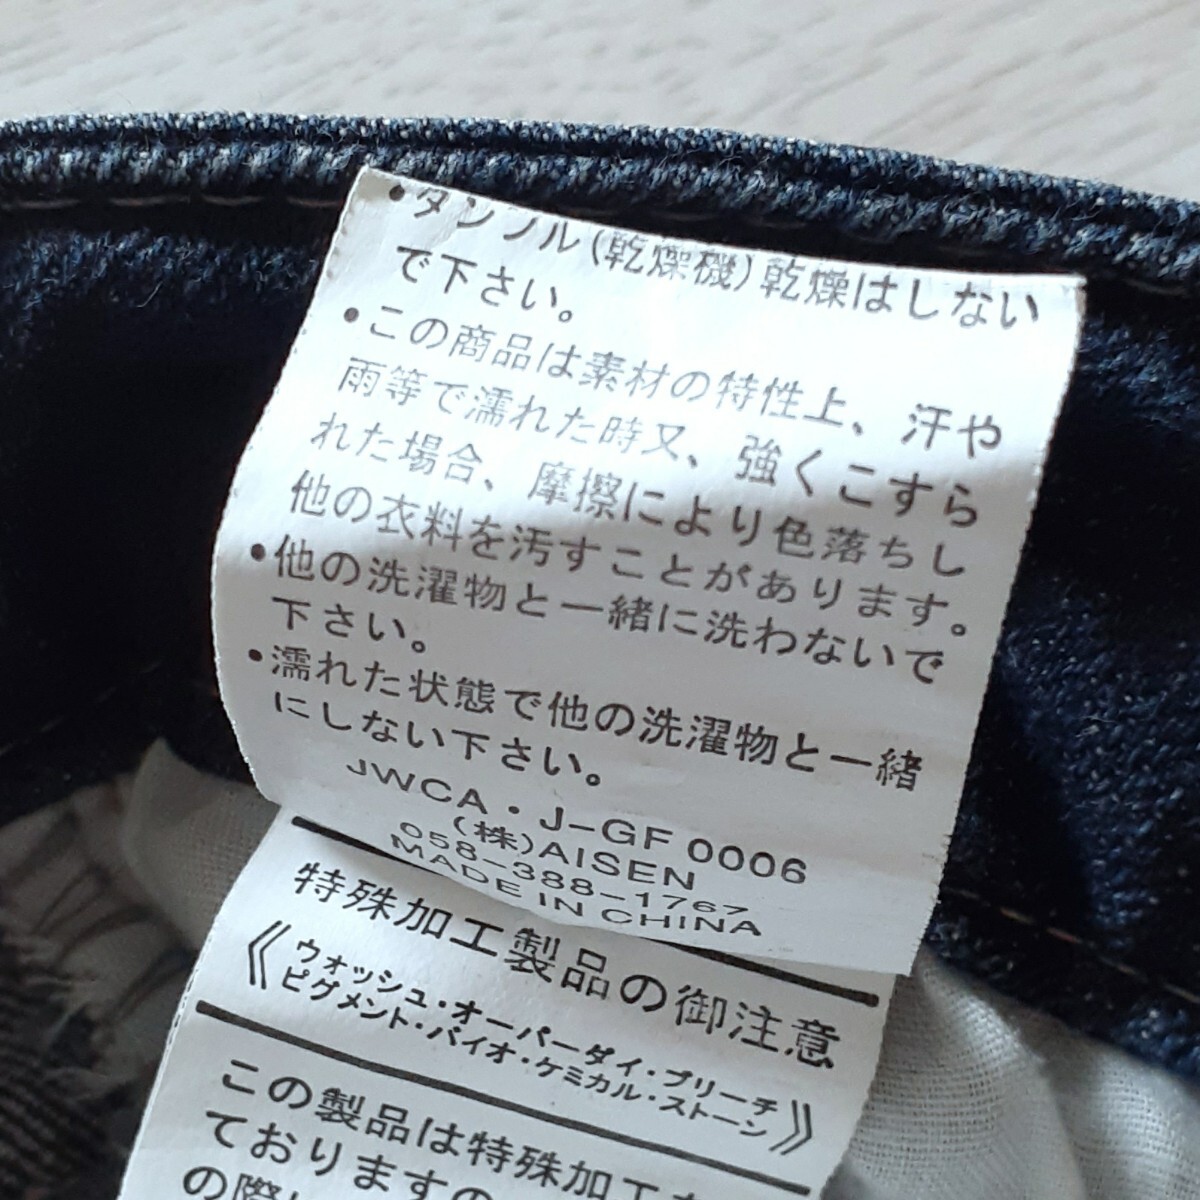 ・タンブル(乾燥機)乾燥はしない
で下さい。
・この商品は素材の特性上、汗や
雨等で濡れた時又、強くこすら
れた場合、摩擦により色落ちし
他の衣料を汚すことがあります。
・他の洗濯物と一緒に洗わないで
下さい。
・濡れた状態で他の洗濯物と一緒
にしない下さい。
JWCA・J-GF 0006
(株)AISEN
058-388-1767
MADE IN CHINA
特殊加工製品の御注意
《ウォッシュ・オーバーダイ・ブリーチ
ピグメント・バイオ・ケミカル・ストーン》
この製品は特殊加工
ておりますの
の際